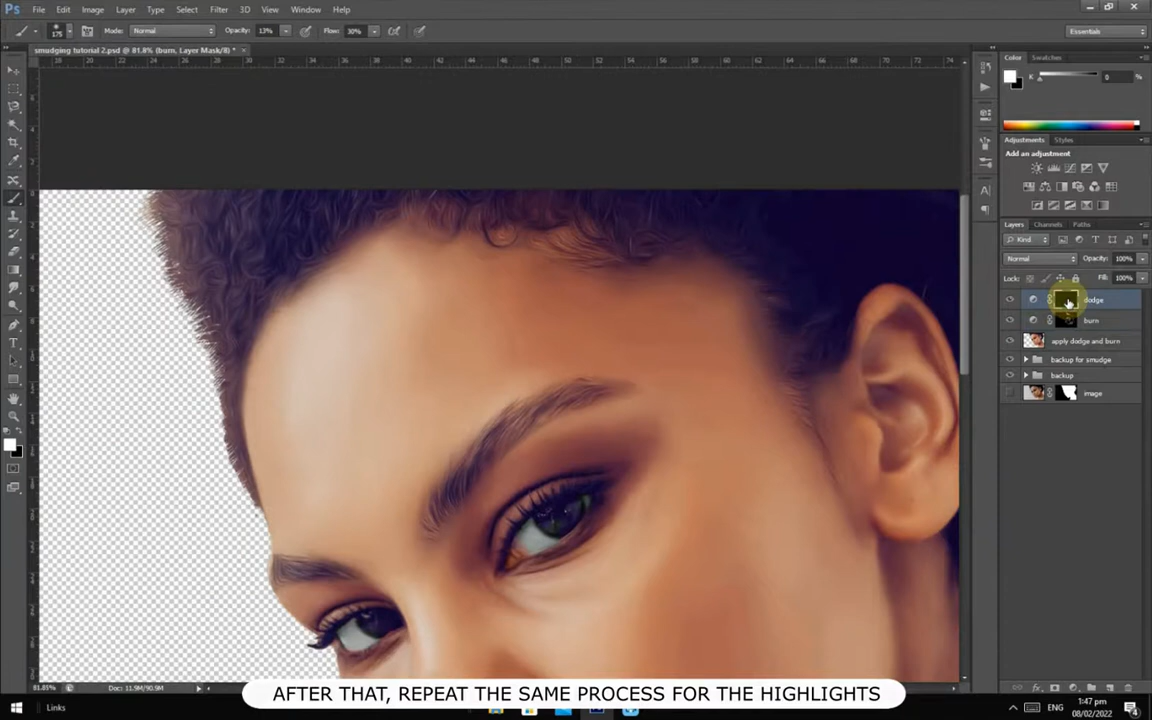 Ps File Edit Image Layer Type Select Filter 3D View Window Help
175 Mode: Normal Opacity: 13% Flow: 30% Essentials
smudging tutorial 2.psd @ 81.8% (burn, Layer Mask/8) * ×
Color Swatches
K 0 %
Adjustments Styles
Add an adjustment
Layers Channels Paths
Kind
Normal Opacity: 100%
Lock: Fill: 100%
dodge
burn
apply dodge and burn
backup for smudge
backup
image
81.85% Doc: 11.9M/90.9M
AFTER THAT, REPEAT THE SAME PROCESS FOR THE HIGHLIGHTS
Links
ENG
1:47 pm
08/02/2022
4